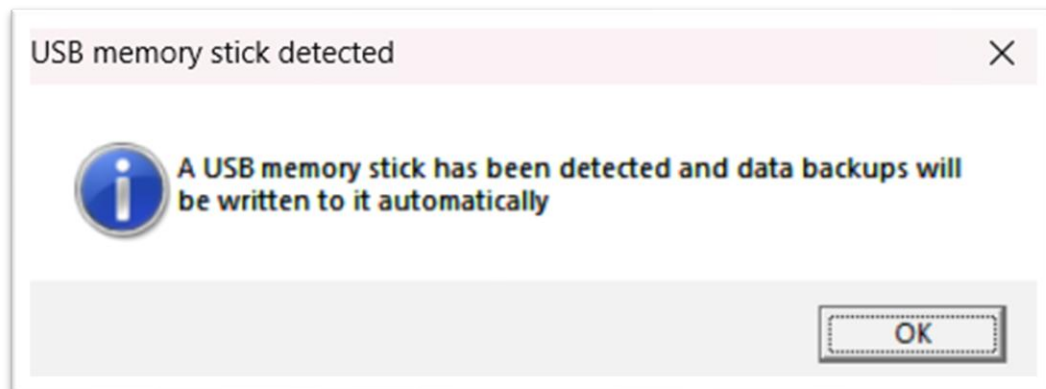 USB memory stick detected
A USB memory stick has been detected and data backups will
be written to it automatically
OK